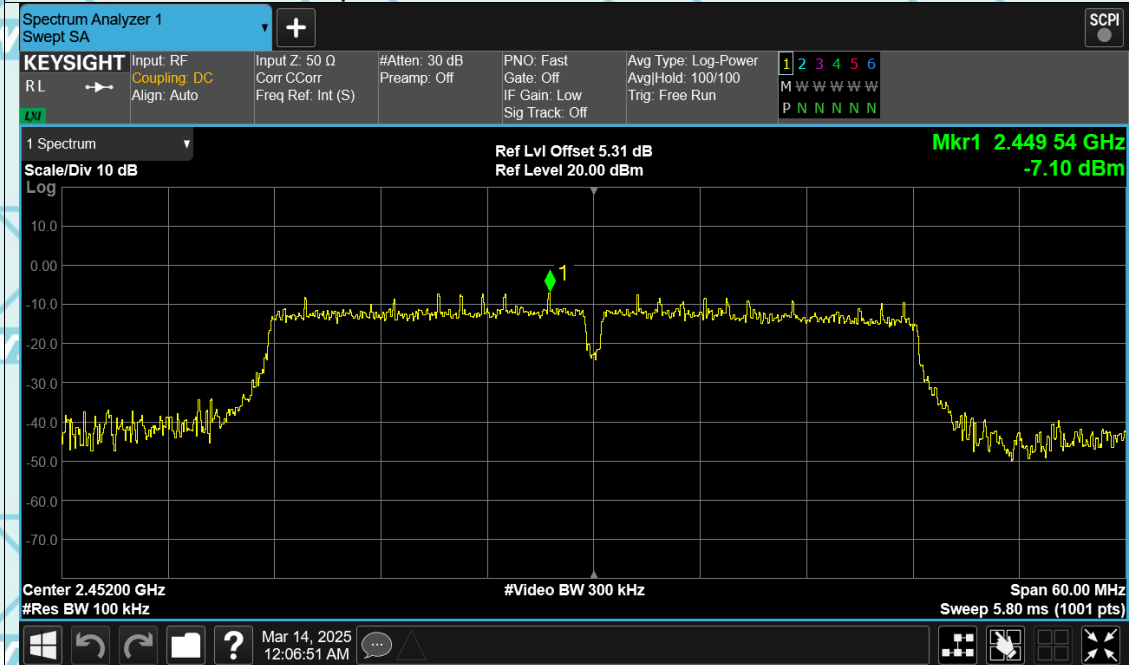 Spectrum Analyzer 1
Swept SA
+
SCPI
KEYSIGHT
R L
LXI
Input: RF
Coupling: DC
Align: Auto
Input Z: 50 Ω
Corr CCorr
Freq Ref: Int (S)
#Atten: 30 dB
Preamp: Off
PNO: Fast
Gate: Off
IF Gain: Low
Sig Track: Off
Avg Type: Log-Power
Avg|Hold: 100/100
Trig: Free Run
1 2 3 4 5 6
M W W W W W
P N N N N N
1 Spectrum
Scale/Div 10 dB
Log
Ref Lvl Offset 5.31 dB
Ref Level 20.00 dBm
Mkr1 2.449 54 GHz
-7.10 dBm
10.0
0.00
1
-10.0
-20.0
-30.0
-40.0
-50.0
-60.0
-70.0
Center 2.45200 GHz
#Video BW 300 kHz
Span 60.00 MHz
#Res BW 100 kHz
Sweep 5.80 ms (1001 pts)
?
Mar 14, 2025
12:06:51 AM